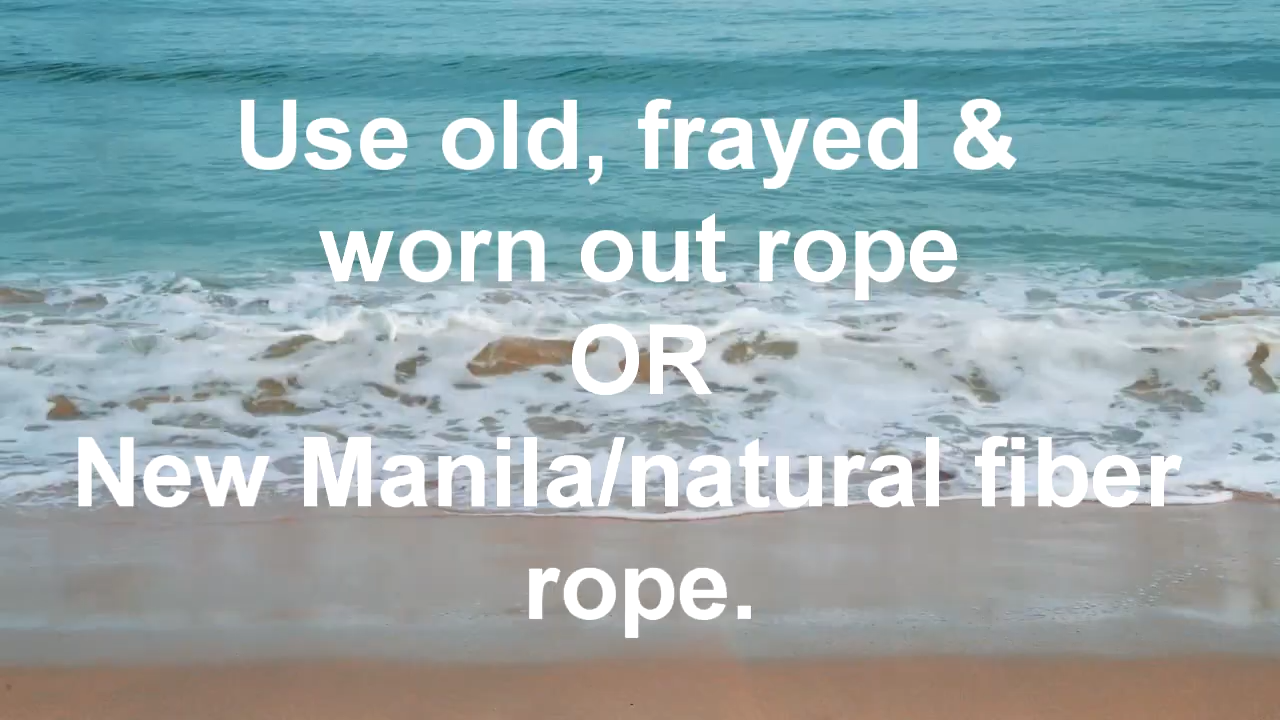 Use old, frayed &
worn out rope
OR
New Manila/natural fiber
rope.